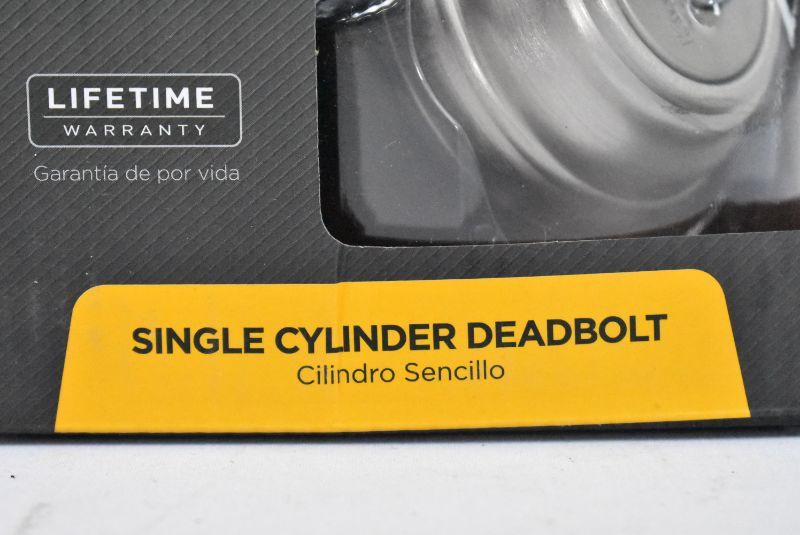 LIFETIME
WARRANTY
Garantía de por vida
SINGLE CYLINDER DEADBOLT
Cilindro Sencillo